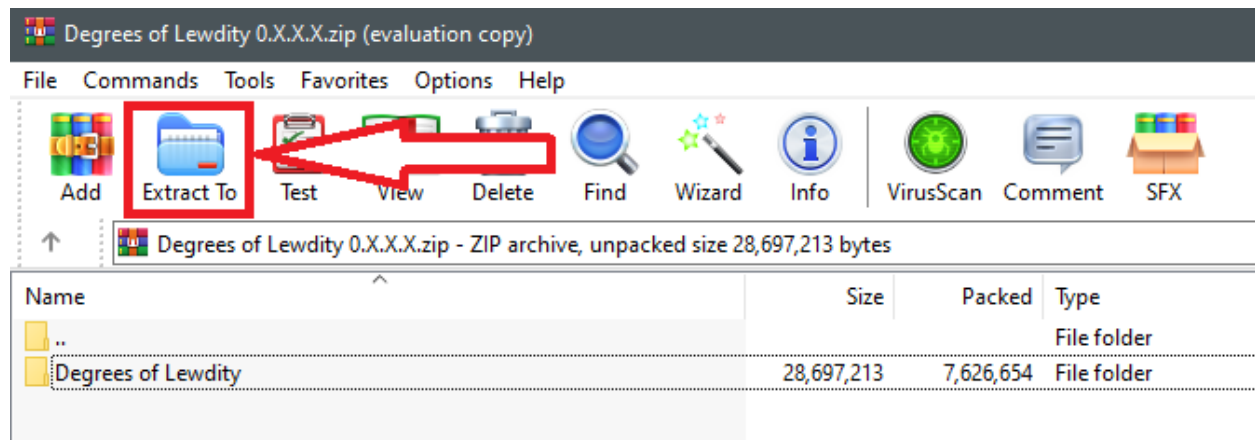 Degrees of Lewdity 0.X.X.X.zip (evaluation copy)
File Commands Tools Favorites Options Help
Add Extract To Test View Delete Find Wizard Info VirusScan Comment SFX
Degrees of Lewdity 0.X.X.X.zip - ZIP archive, unpacked size 28,697,213 bytes
Name Size Packed Type
.. File folder
Degrees of Lewdity 28,697,213 7,626,654 File folder